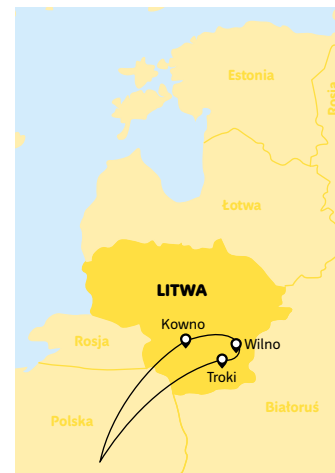 Estonia
Rosja
Łotwa
LITWA
Kowno
Wilno
Rosja
Troki
Polska
Białoruś